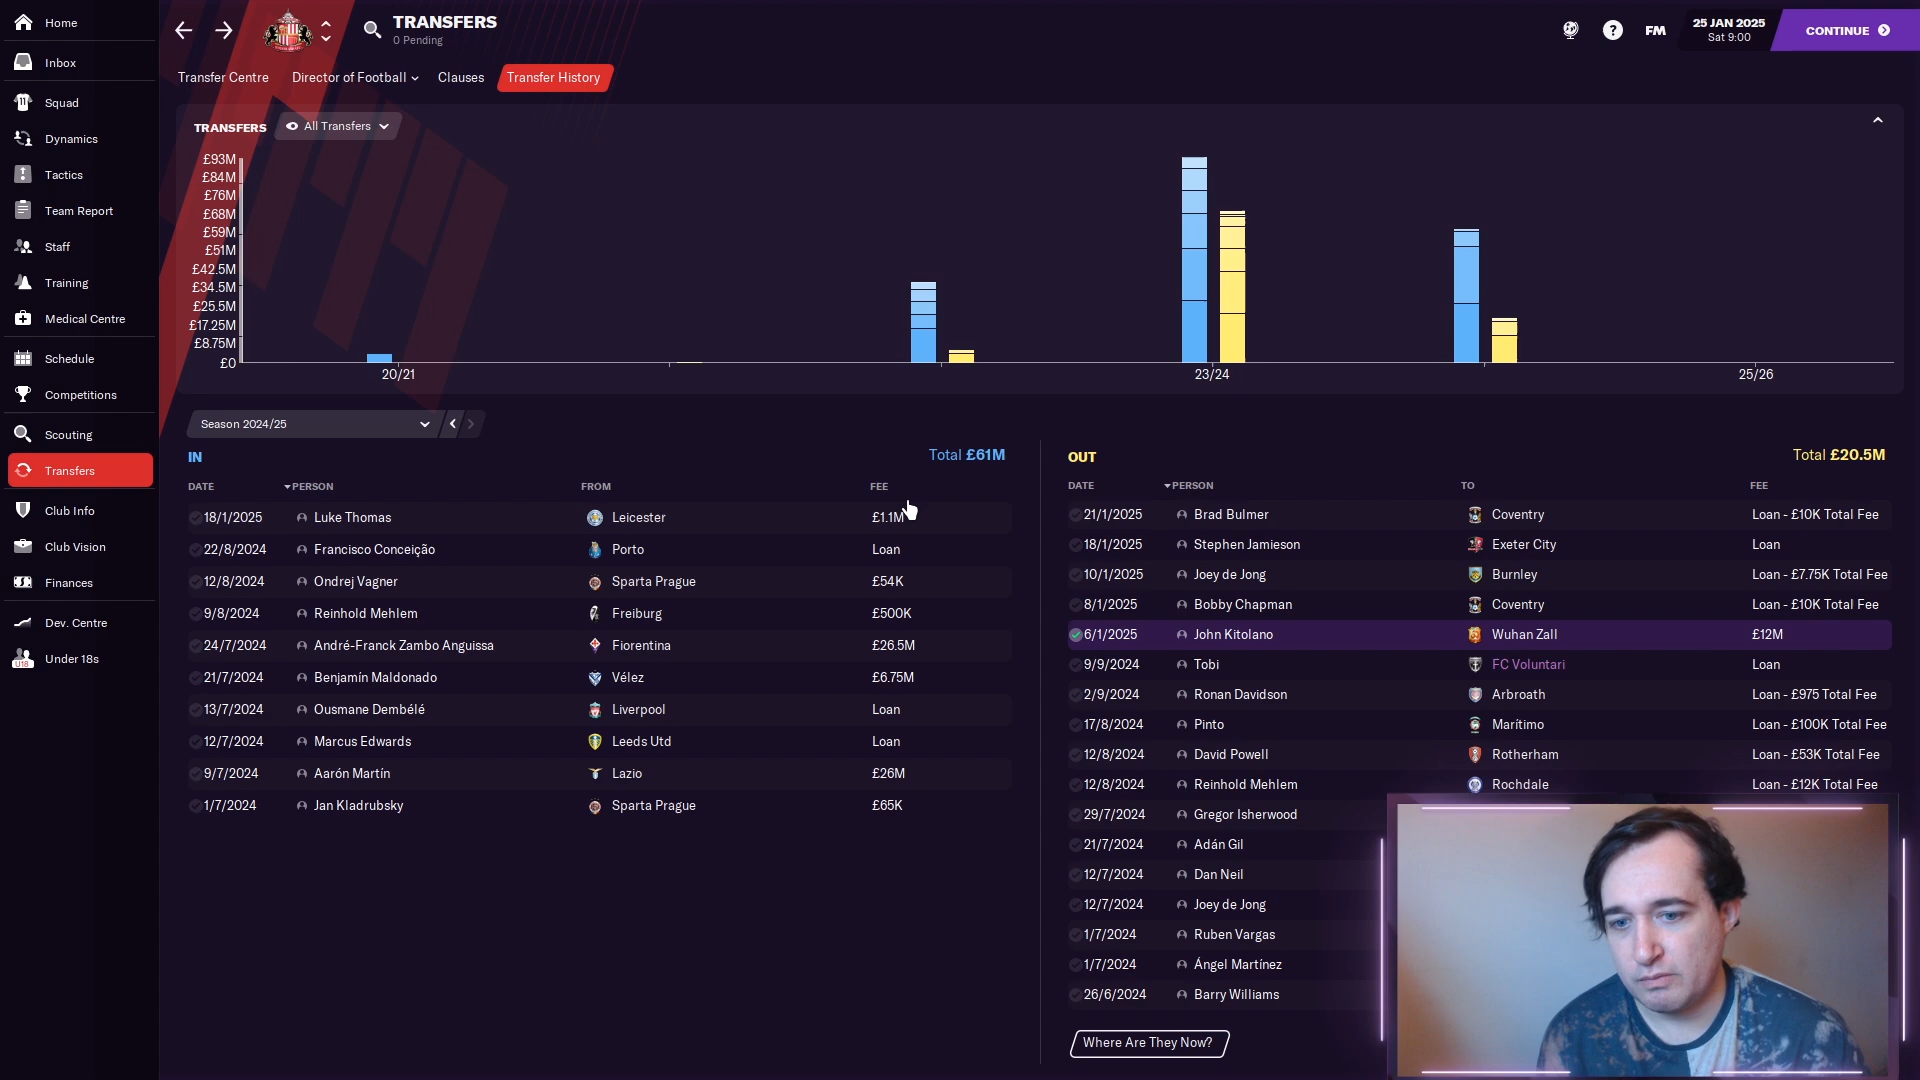 Home
Inbox
Squad
Dynamics
Tactics
Team Report
Staff
Training
Medical Centre
Schedule
Competitions
Scouting
Transfers
Club Info
Club Vision
Finances
Dev. Centre
Under 18s
TRANSFERS
0 Pending
FM
25 JAN 2025
Sat 9:00
CONTINUE
Transfer Centre
Director of Football
Clauses
Transfer History
TRANSFERS
All Transfers
£93M
£84M
£76M
£68M
£59M
£51M
£42.5M
£34.5M
£25.5M
£17.25M
£8.75M
£0
20/21
23/24
25/26
Season 2024/25
IN
Total £61M
DATE PERSON FROM FEE
18/1/2025 Luke Thomas Leicester £1.1M
22/8/2024 Francisco Conceição Porto Loan
12/8/2024 Ondrej Vagner Sparta Prague £54K
9/8/2024 Reinhold Mehlem Freiburg £500K
24/7/2024 André-Franck Zambo Anguissa Fiorentina £26.5M
21/7/2024 Benjamín Maldonado Vélez £6.75M
13/7/2024 Ousmane Dembélé Liverpool Loan
12/7/2024 Marcus Edwards Leeds Utd Loan
9/7/2024 Aarón Martín Lazio £26M
1/7/2024 Jan Kladrubsky Sparta Prague £65K
OUT
Total £20.5M
DATE PERSON TO FEE
21/1/2025 Brad Bulmer Coventry Loan - £10K Total Fee
18/1/2025 Stephen Jamieson Exeter City Loan
10/1/2025 Joey de Jong Burnley Loan - £7.75K Total Fee
8/1/2025 Bobby Chapman Coventry Loan - £10K Total Fee
6/1/2025 John Kitolano Wuhan Zall £12M
9/9/2024 Tobi FC Voluntari Loan
2/9/2024 Ronan Davidson Arbroath Loan - £975 Total Fee
17/8/2024 Pinto Marítimo Loan - £100K Total Fee
12/8/2024 David Powell Rotherham Loan - £53K Total Fee
12/8/2024 Reinhold Mehlem Rochdale Loan - £12K Total Fee
29/7/2024 Gregor Isherwood
21/7/2024 Adán Gil
12/7/2024 Dan Neil
12/7/2024 Joey de Jong
1/7/2024 Ruben Vargas
1/7/2024 Ángel Martínez
26/6/2024 Barry Williams
Where Are They Now?